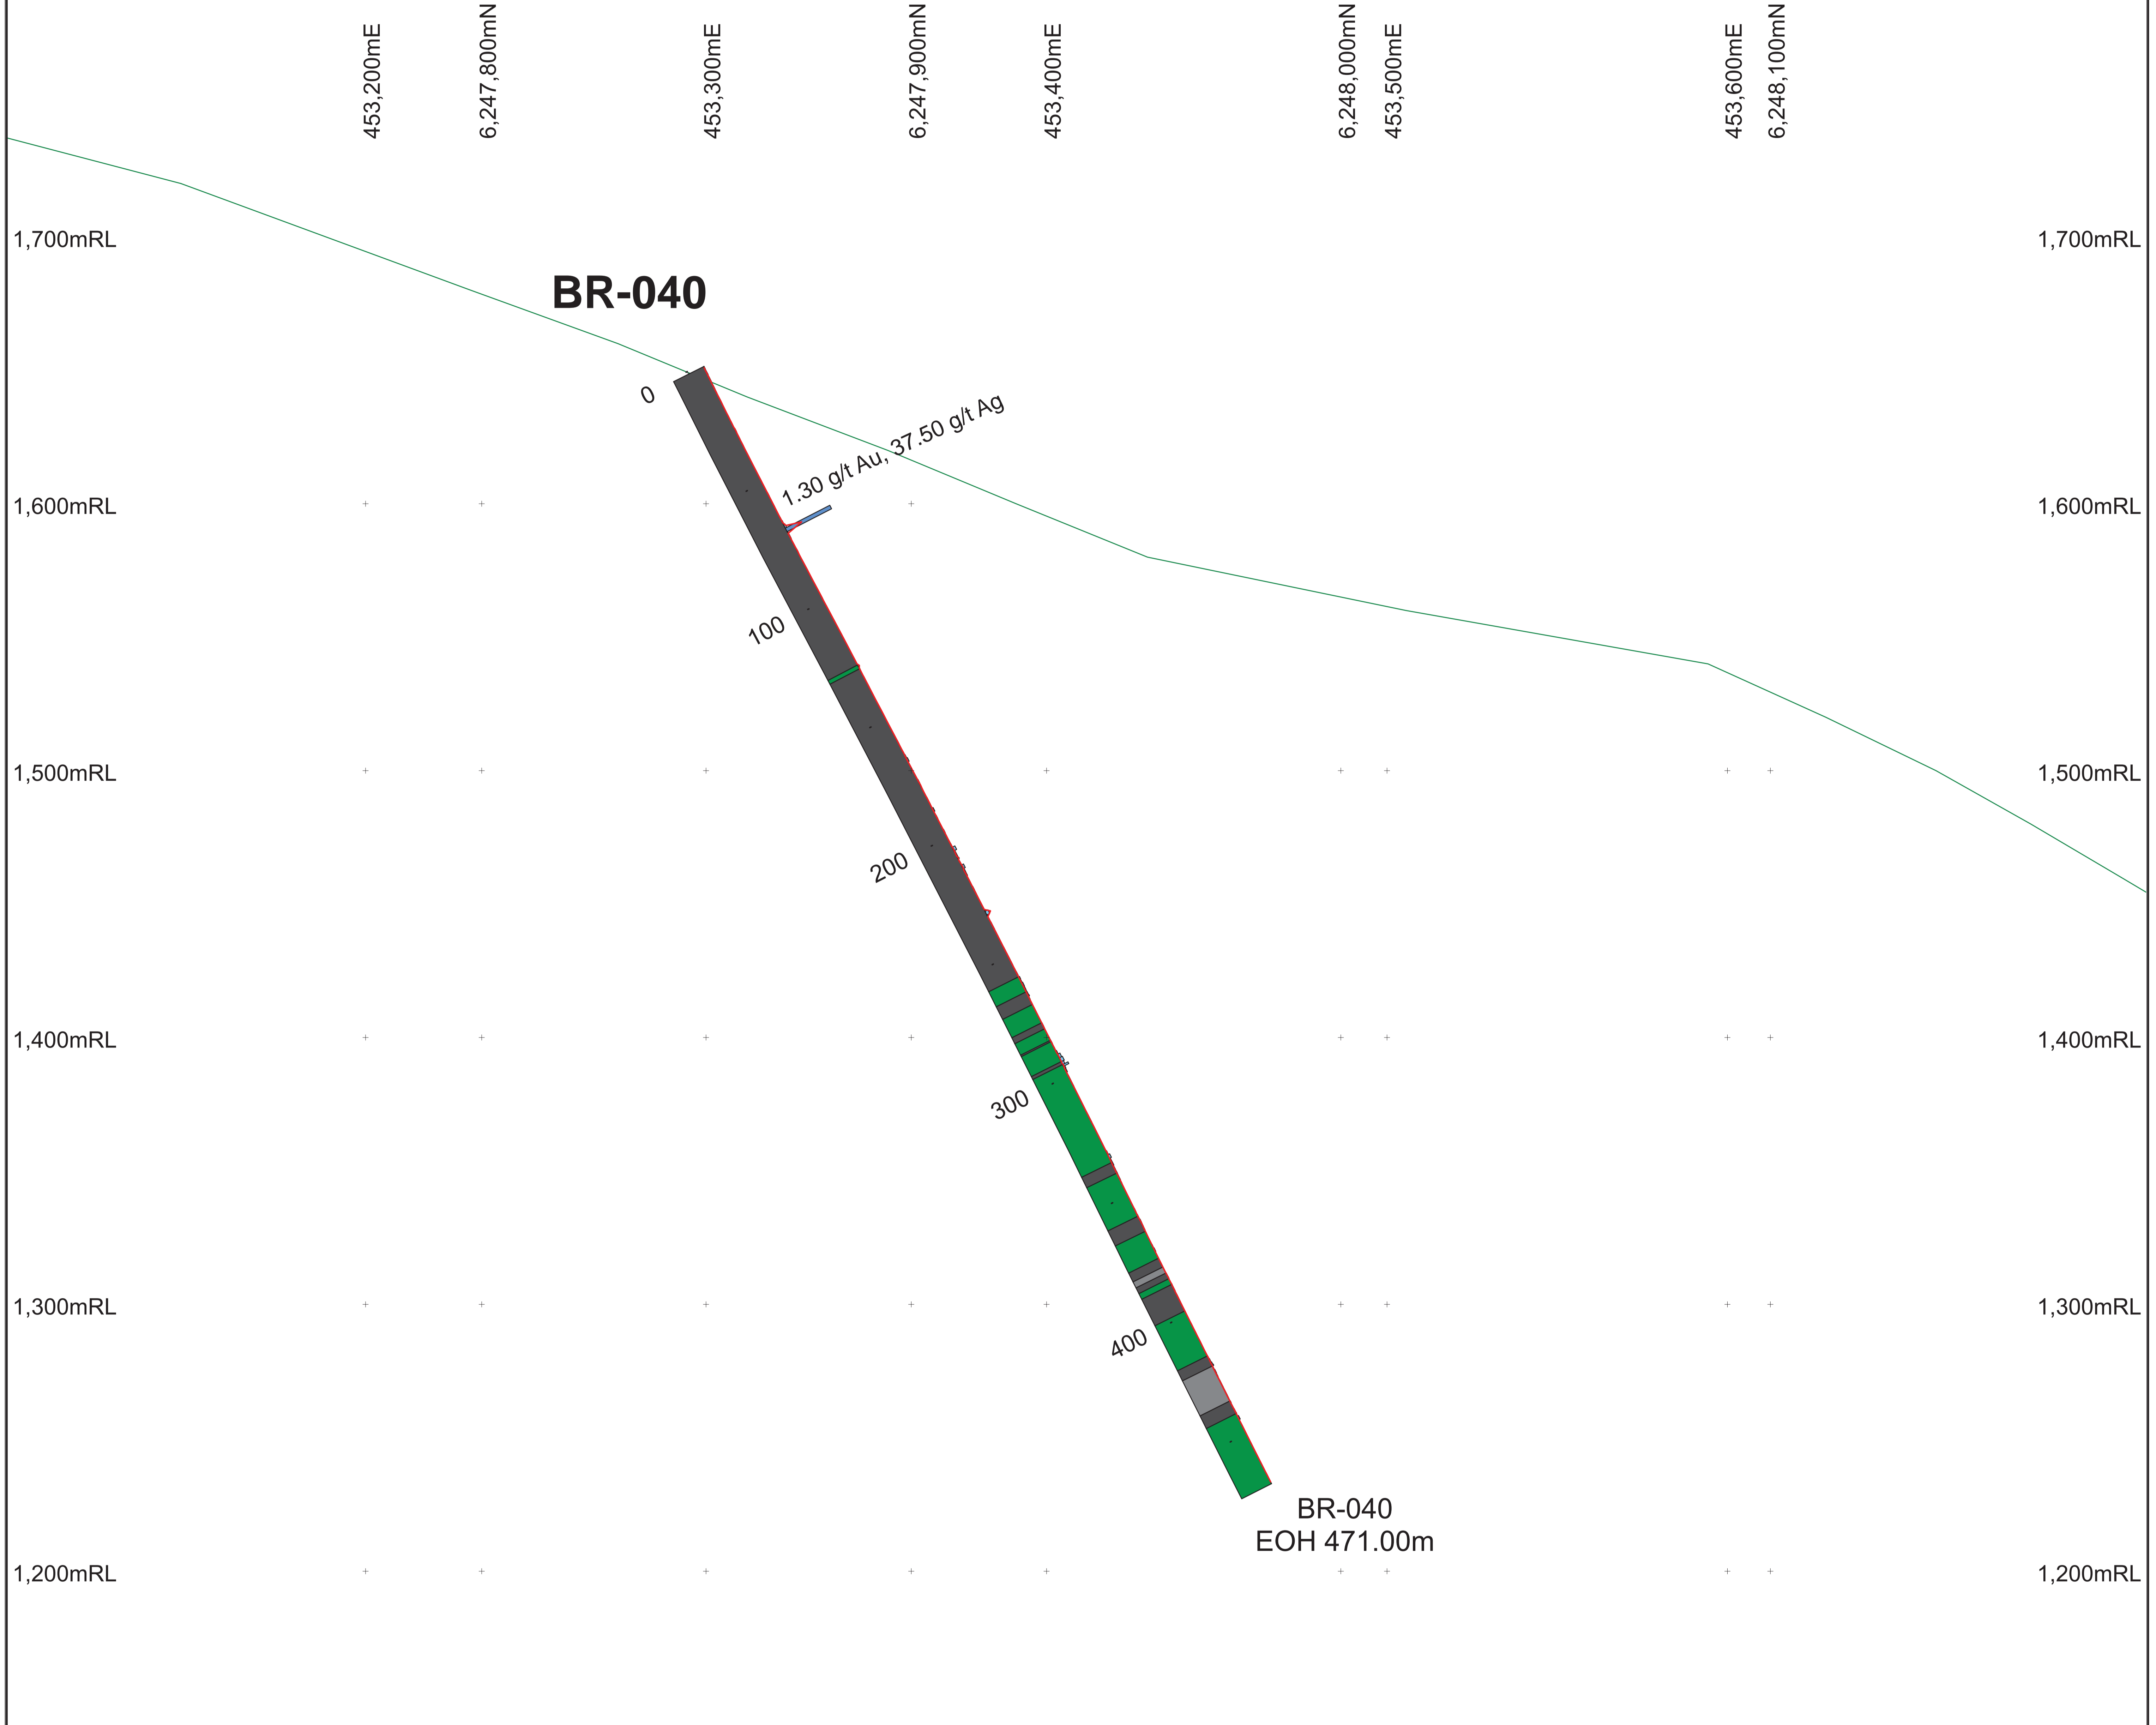 453,200mE
6,247,800mN
453,300mE
6,247,900mN
453,400mE
6,248,000mN
453,500mE
453,600mE
6,248,100mN
1,700mRL
1,700mRL
BR-040
0
1.30 g/t Au, 37.50 g/t Ag
1,600mRL
1,600mRL
100
1,500mRL
1,500mRL
200
1,400mRL
1,400mRL
300
1,300mRL
1,300mRL
400
BR-040
EOH 471.00m
1,200mRL
1,200mRL